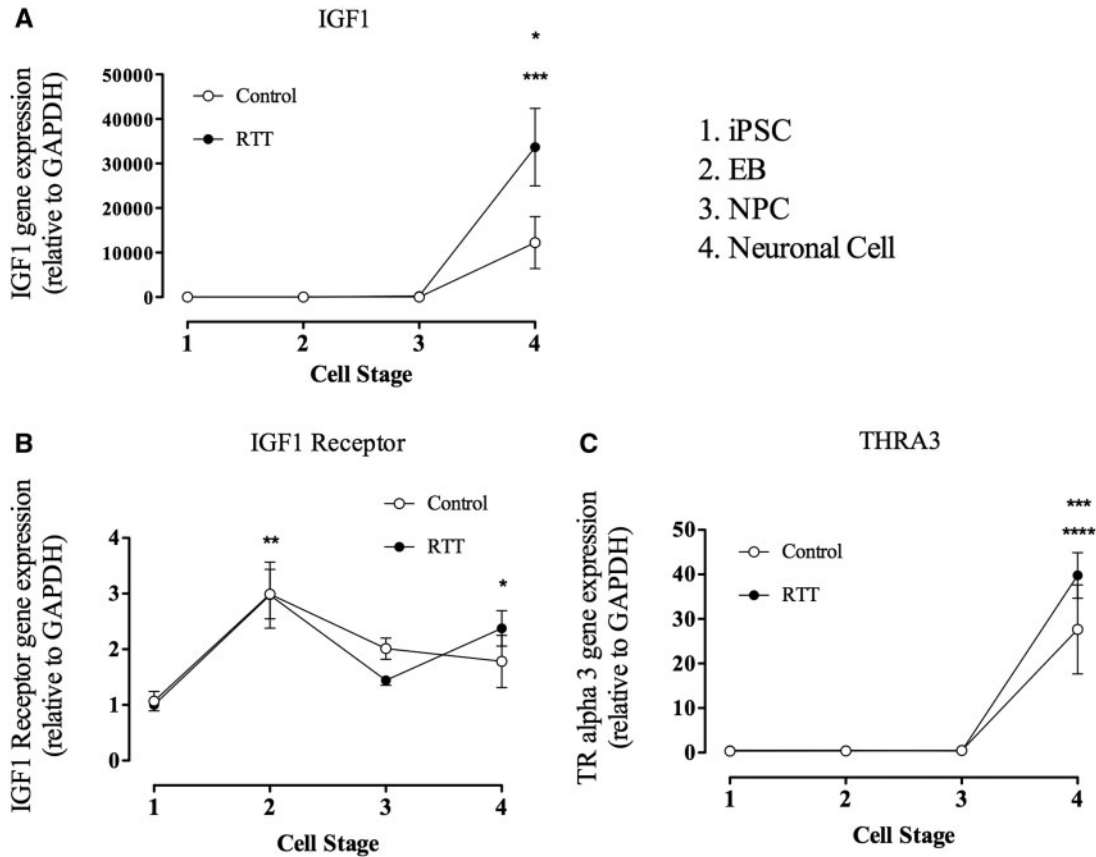 A
IGF1
*
***
IGF1 gene expression
(relative to GAPDH)
50000
40000
30000
20000
10000
0
Control
RTT
1 2 3 4
Cell Stage
1. iPSC
2. EB
3. NPC
4. Neuronal Cell
B
IGF1 Receptor
IGF1 Receptor gene expression
(relative to GAPDH)
4
3
2
1
0
Control
RTT
**
*
1 2 3 4
Cell Stage
C
THRA3
***
****
TR alpha 3 gene expression
(relative to GAPDH)
50
40
30
20
10
0
Control
RTT
1 2 3 4
Cell Stage